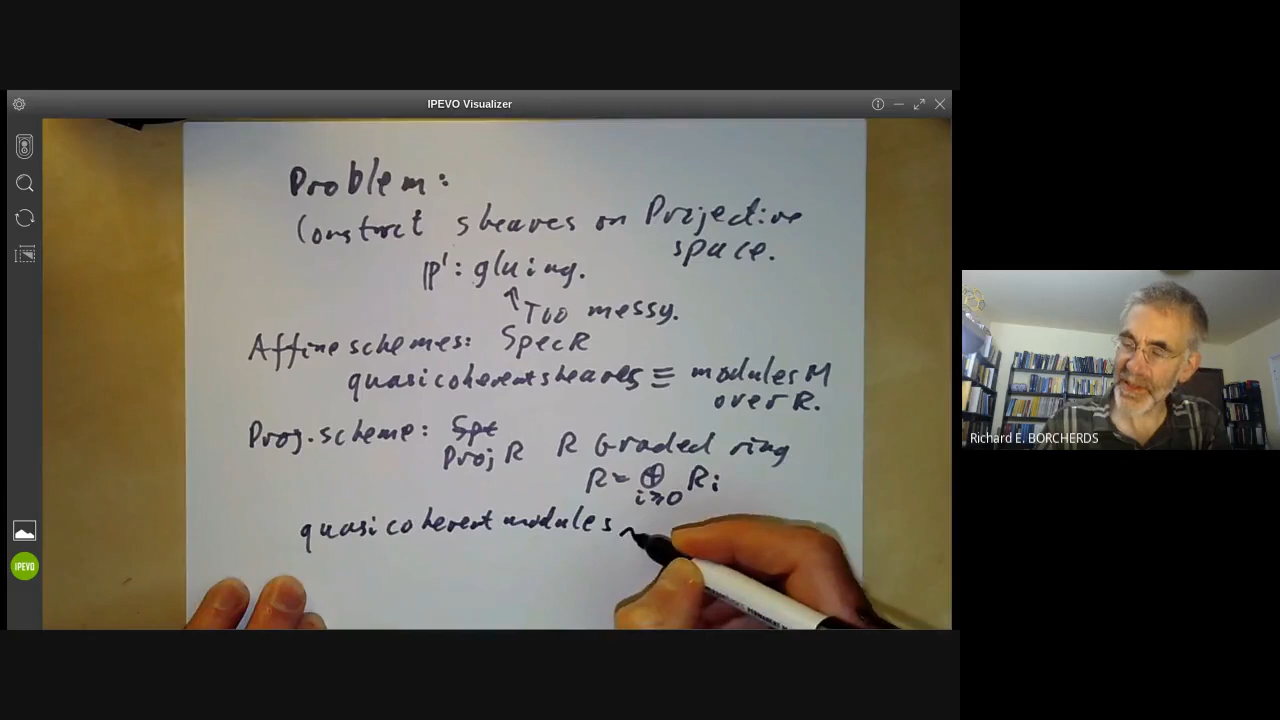 IPEVO Visualizer
Problem:
Construct sheaves on Projective
space.
P¹: gluing.
↑ Too messy.
Affine schemes: Spec R
quasicoherent sheaves ≡ modules M
over R.
Proj. scheme: Spe
Proj R R Graded ring
R = ⊕ Ri
i≥0
quasicoherent modules ~
Richard E. BORCHERDS
IPEVO